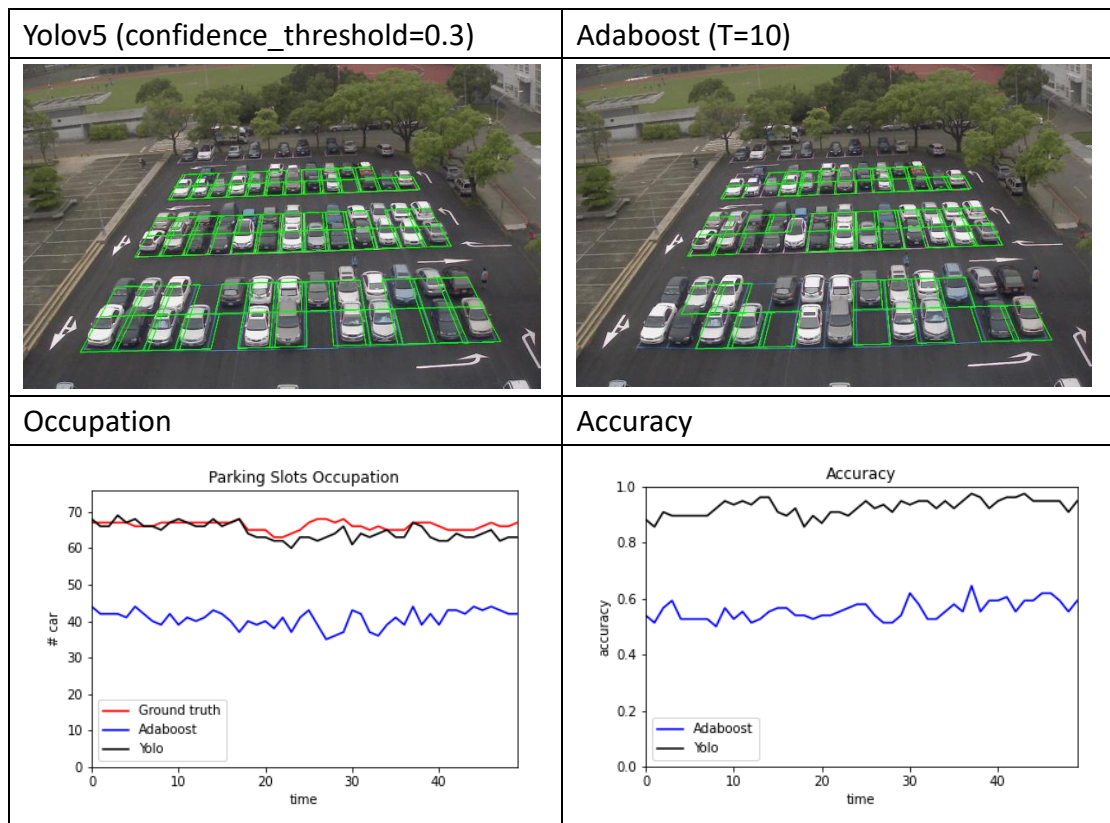 Yolov5 (confidence_threshold=0.3)
Adaboost (T=10)
Occupation
Accuracy
Parking Slots Occupation
# car
70
60
50
40
30
20
10
0
Ground truth
Adaboost
Yolo
0
10
20
30
40
time
Accuracy
accuracy
1.0
0.8
0.6
0.4
0.2
0.0
Adaboost
Yolo
0
10
20
30
40
time